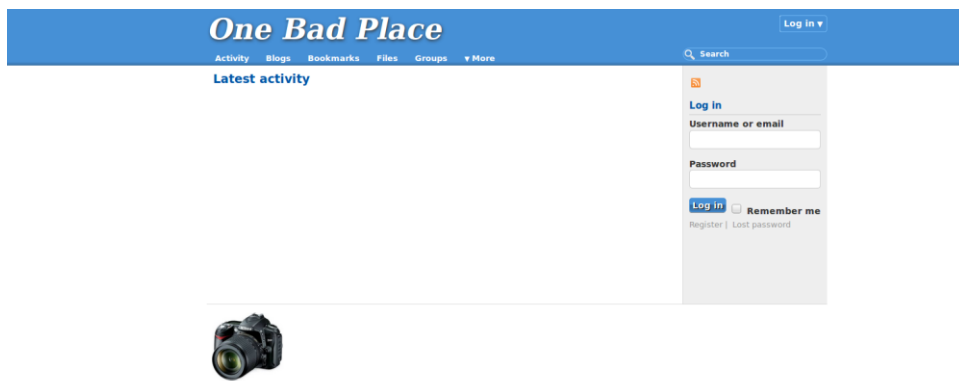 One Bad Place
Log in ▾
Activity Blogs Bookmarks Files Groups ▾ More
Search
Latest activity
Log in
Username or email
Password
Log in Remember me
Register | Lost password